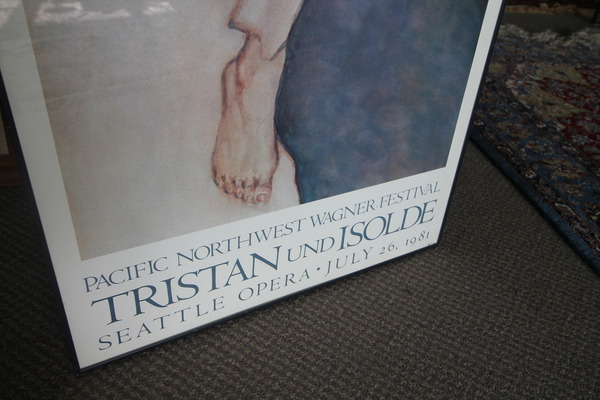 PACIFIC NORTHWEST WAGNER FESTIVAL
TRISTAN UND ISOLDE
SEATTLE OPERA • JULY 26, 1981